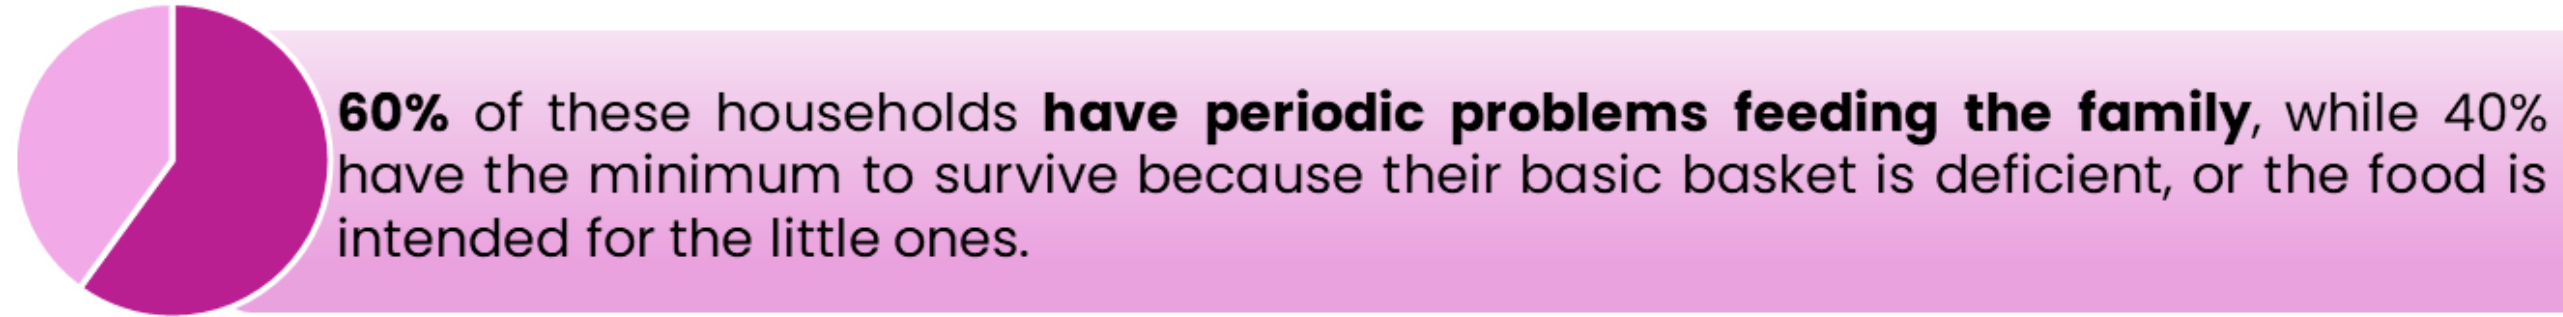 60% of these households have periodic problems feeding the family, while 40%
have the minimum to survive because their basic basket is deficient, or the food is
intended for the little ones.